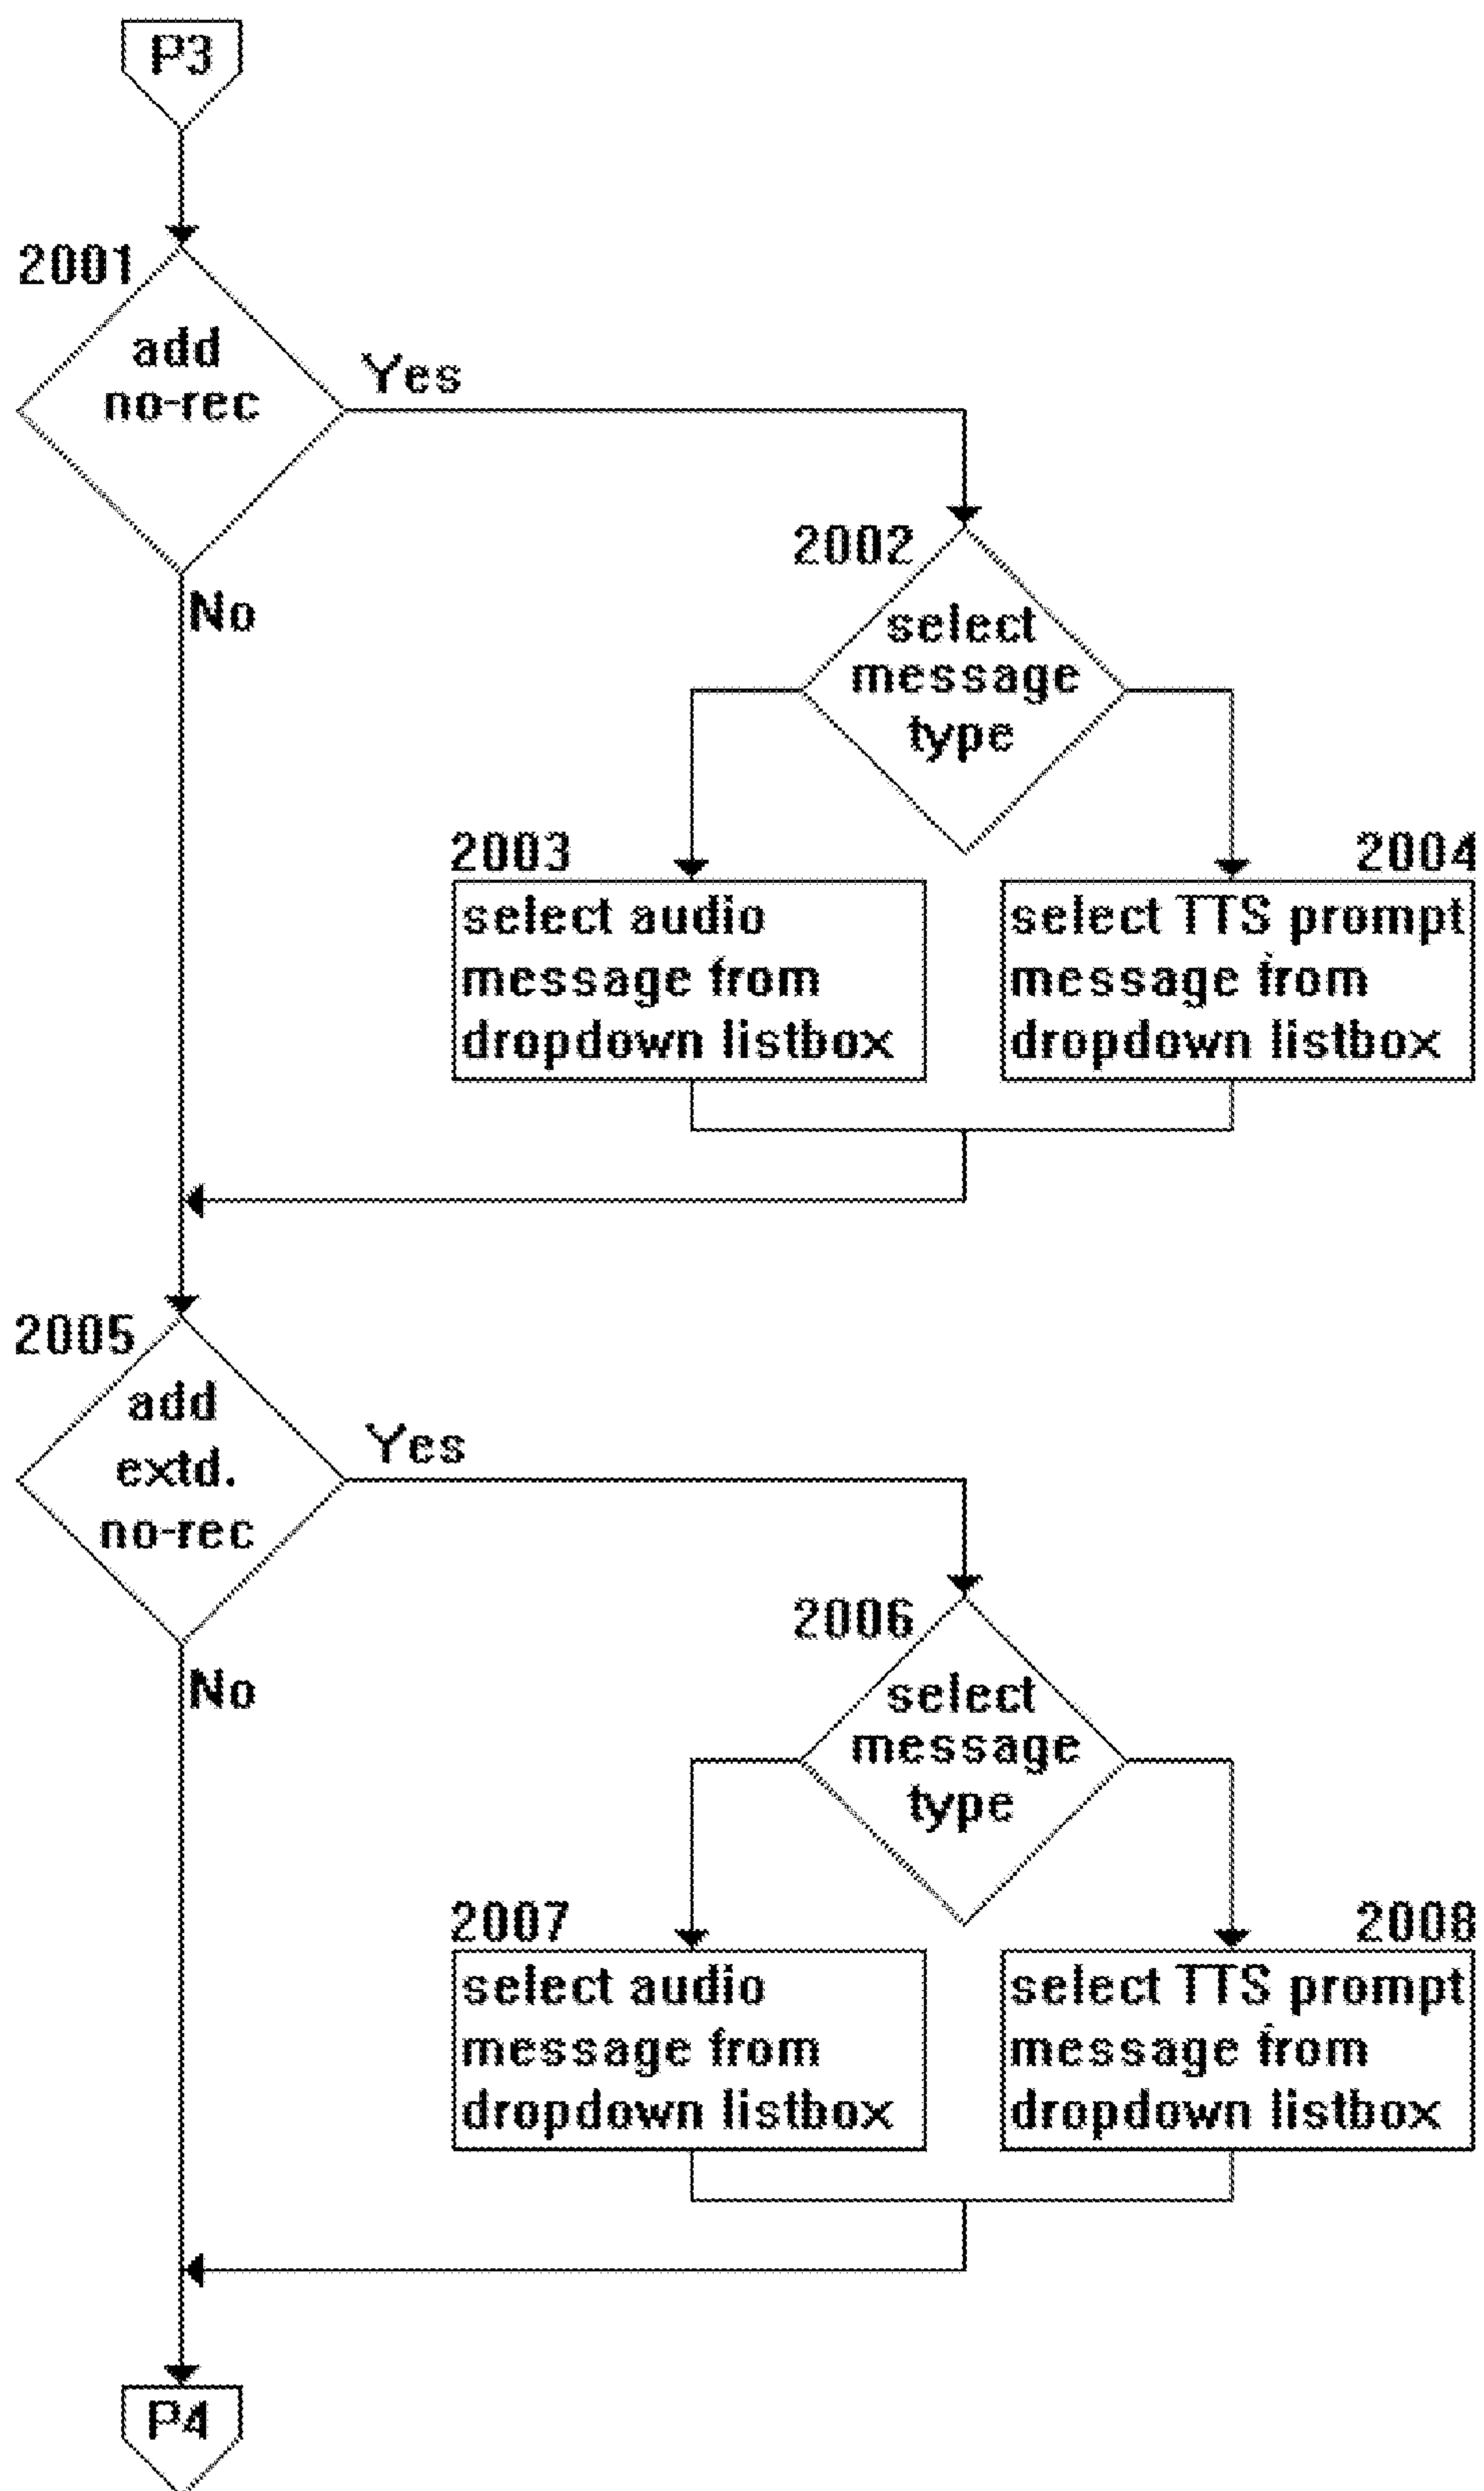 P3
2001
add
no-rec
Yes
No
2002
select
message
type
2003
select audio
message from
dropdown listbox
2004
select TTS prompt
message from
dropdown listbox
2005
add
extd.
no-rec
Yes
No
2006
select
message
type
2007
select audio
message from
dropdown listbox
2008
select TTS prompt
message from
dropdown listbox
P4